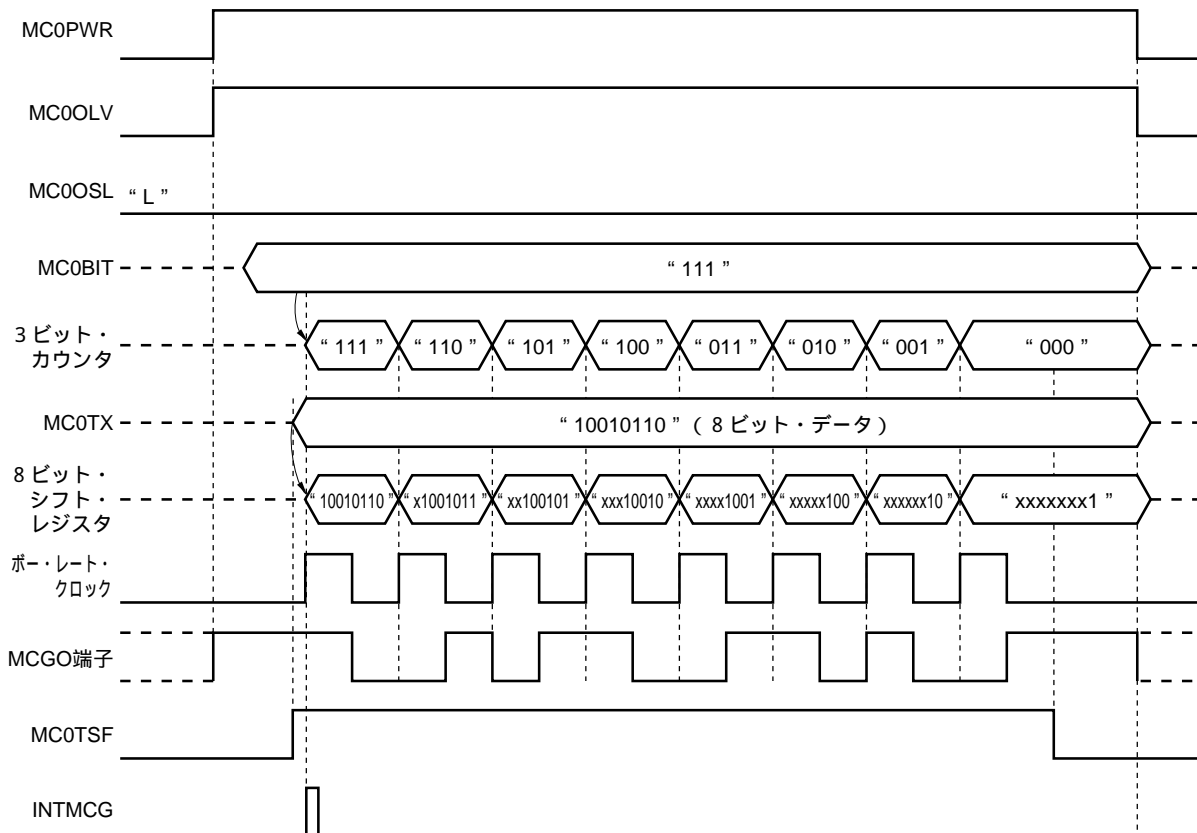 MC0PWR
MC0OLV
MC0OSL “ L ”
MC0BIT “ 111 ”
3 ビット・
カウンタ
“ 111 ” “ 110 ” “ 101 ” “ 100 ” “ 011 ” “ 010 ” “ 001 ” “ 000 ”
MC0TX “ 10010110 ” ( 8 ビット・データ )
8 ビット・
シフト・
レジスタ
“ 10010110 ” “ x1001011 ” “ xx100101 ” “ xxx10010 ” “ xxxx1001 ” “ xxxxx100 ” “ xxxxxx10 ” “ xxxxxxx1 ”
ボー・レート・
クロック
MCGO端子
MC0TSF
INTMCG